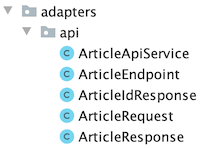 adapters
api
ArticleApiService
ArticleEndpoint
ArticleIdResponse
ArticleRequest
ArticleResponse